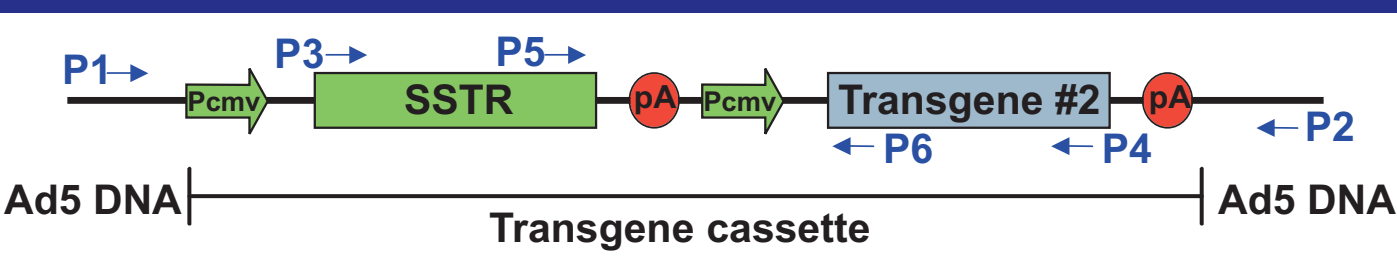 P1 P3 P5
Pcmv SSTR pA Pcmv Transgene #2 pA
P6 P4 P2
Ad5 DNA Transgene cassette Ad5 DNA